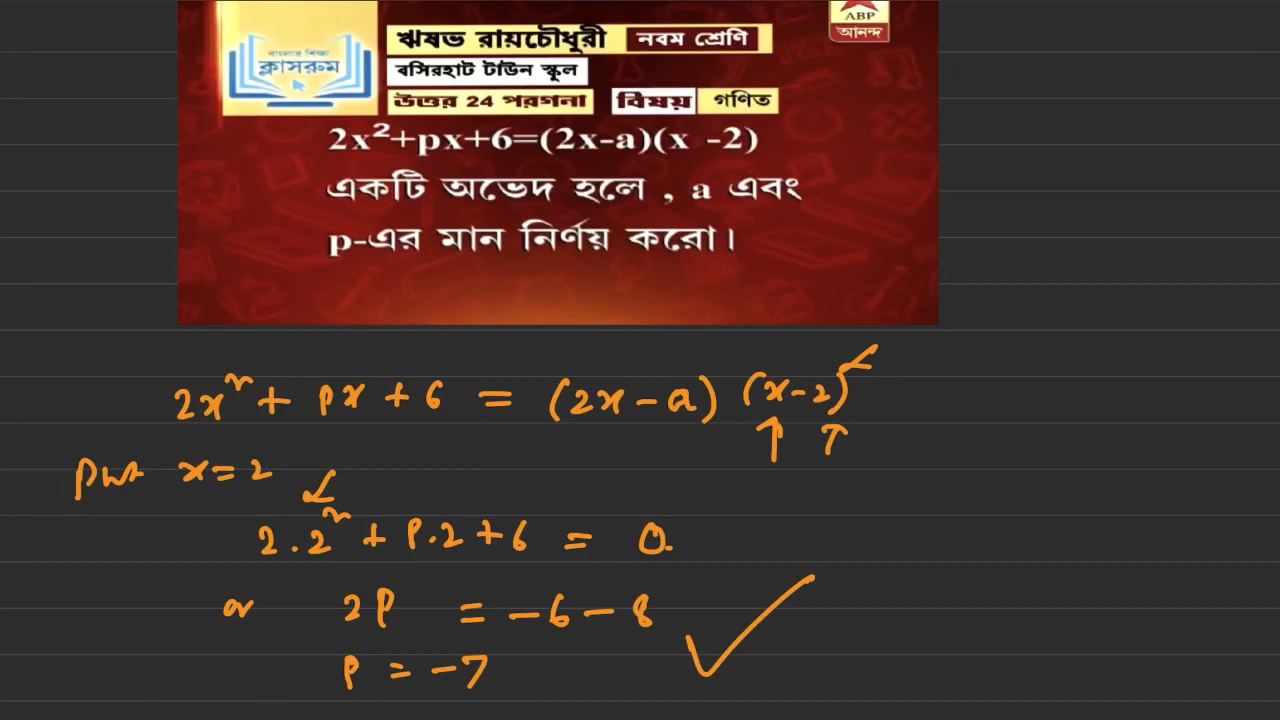 ABP
আনন্দ
বাংলার শিক্ষা
ক্লাসরুম
ঋষভ রায়চৌধুরী নবম শ্রেণি
বসিরহাট টাউন স্কুল
উত্তর 24 পরগনা বিষয় গণিত
2x²+px+6=(2x-a)(x -2)
একটি অভেদ হলে , a এবং
p-এর মান নির্ণয় করো।
2x² + px + 6 = (2x - a) (x - 2)
put x = 2
2.2² + p.2 + 6 = 0.
or 2p = -6 - 8
p = -7